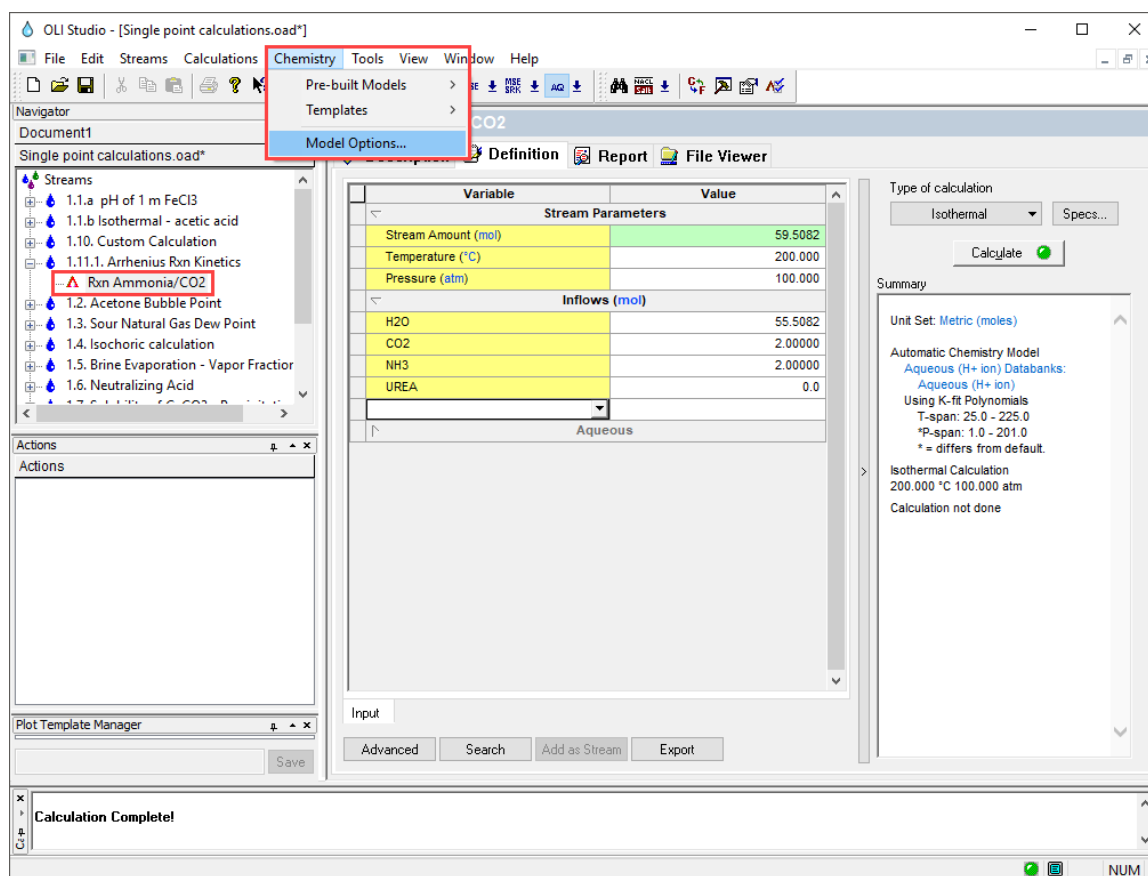 OLI Studio - [Single point calculations.oad*]
File Edit Streams Calculations Chemistry Tools View Window Help
Pre-built Models
MSE SRK AQ
Templates
Model Options...
Navigator
Document1
Single point calculations.oad*
CO2
Definition Report File Viewer
Streams
1.1.a pH of 1 m FeCl3
1.1.b Isothermal - acetic acid
1.10. Custom Calculation
1.11.1. Arrhenius Rxn Kinetics
Rxn Ammonia/CO2
1.2. Acetone Bubble Point
1.3. Sour Natural Gas Dew Point
1.4. Isochoric calculation
1.5. Brine Evaporation - Vapor Fraction
1.6. Neutralizing Acid
Actions
Actions
Plot Template Manager
Save
Variable Value
Stream Parameters
Stream Amount (mol) 59.5082
Temperature (°C) 200.000
Pressure (atm) 100.000
Inflows (mol)
H2O 55.5082
CO2 2.00000
NH3 2.00000
UREA 0.0
Aqueous
Input
Advanced Search Add as Stream Export
Type of calculation
Isothermal Specs...
Calculate
Summary
Unit Set: Metric (moles)
Automatic Chemistry Model
Aqueous (H+ ion) Databanks:
Aqueous (H+ ion)
Using K-fit Polynomials
T-span: 25.0 - 225.0
*P-span: 1.0 - 201.0
* = differs from default.
Isothermal Calculation
200.000 °C 100.000 atm
Calculation not done
Calculation Complete!
NUM